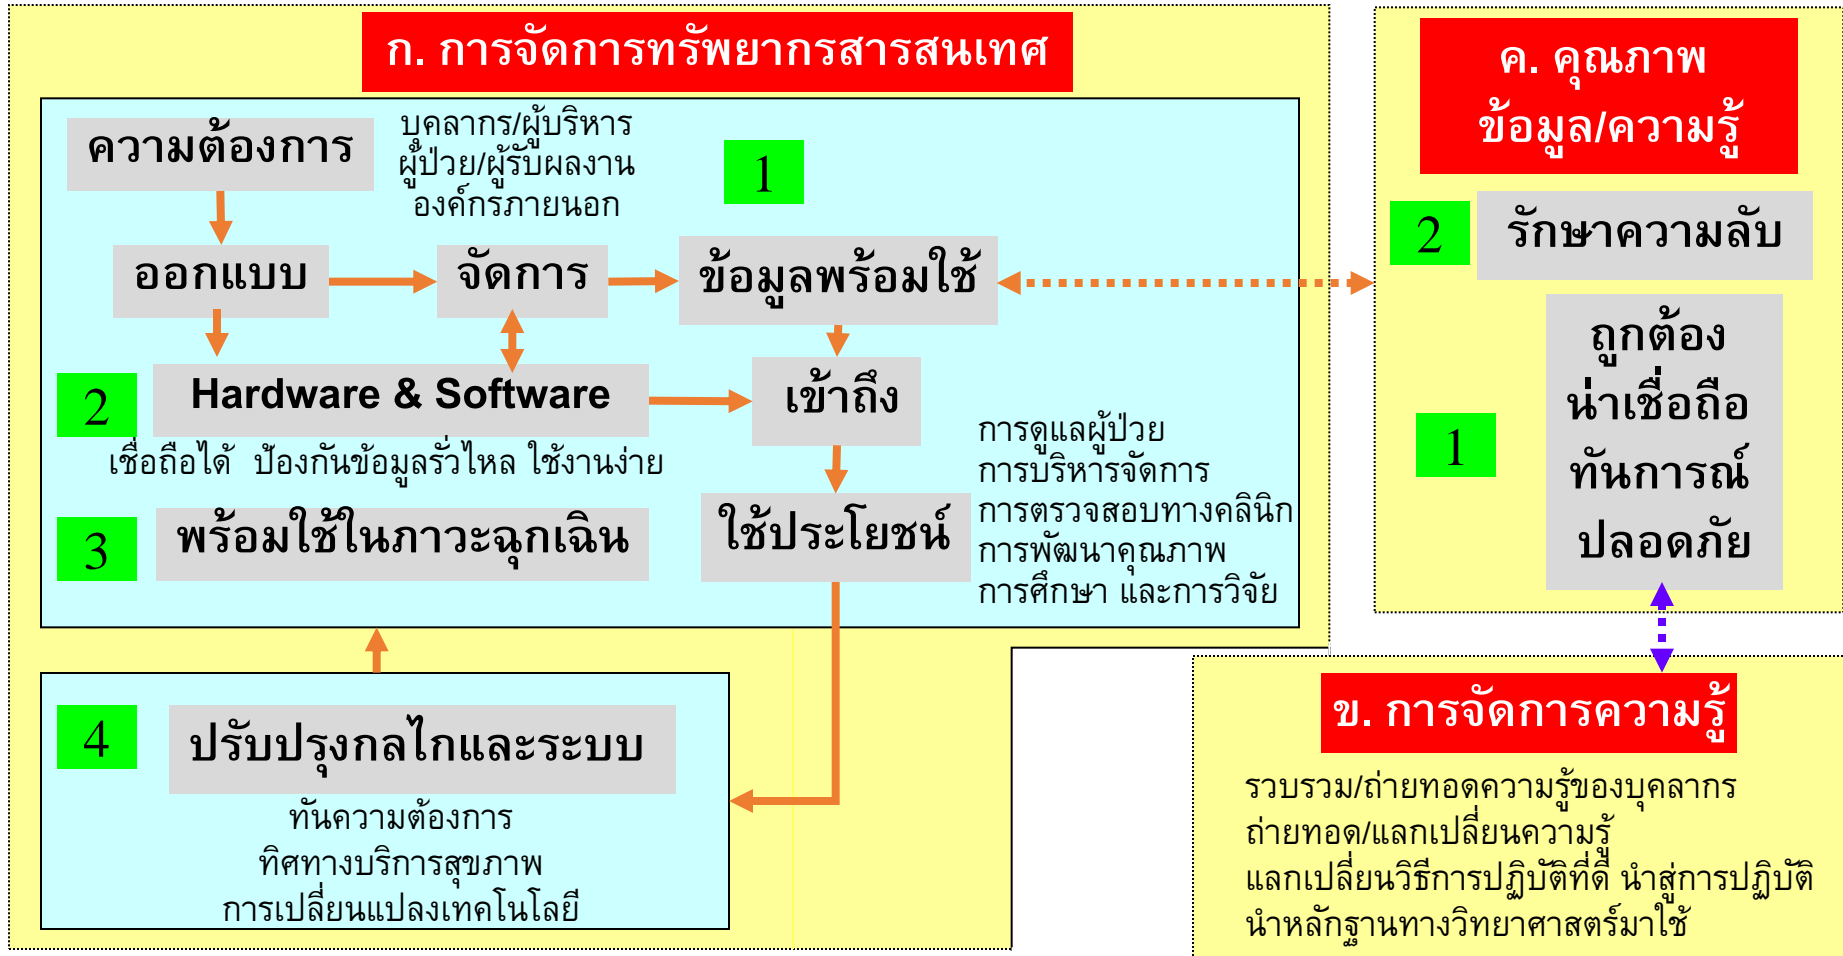 ก. การจัดการทรัพยากรสารสนเทศ
ความต้องการ
บุคลากร/ผู้บริหาร
ผู้ป่วย/ผู้รับผลงาน
องค์กรภายนอก
1
ออกแบบ
จัดการ
ข้อมูลพร้อมใช้
2
Hardware & Software
เชื่อถือได้ ป้องกันข้อมูลรั่วไหล ใช้งานง่าย
เข้าถึง
3
พร้อมใช้ในภาวะฉุกเฉิน
ใช้ประโยชน์
การดูแลผู้ป่วย
การบริหารจัดการ
การตรวจสอบทางคลินิก
การพัฒนาคุณภาพ
การศึกษา และการวิจัย
4
ปรับปรุงกลไกและระบบ
ทันความต้องการ
ทิศทางบริการสุขภาพ
การเปลี่ยนแปลงเทคโนโลยี
ค. คุณภาพ
ข้อมูล/ความรู้
2
รักษาความลับ
1
ถูกต้อง
น่าเชื่อถือ
ทันการณ์
ปลอดภัย
ข. การจัดการความรู้
รวบรวม/ถ่ายทอดความรู้ของบุคลากร
ถ่ายทอด/แลกเปลี่ยนความรู้
แลกเปลี่ยนวิธีการปฏิบัติที่ดี นำสู่การปฏิบัติ
นำหลักฐานทางวิทยาศาสตร์มาใช้